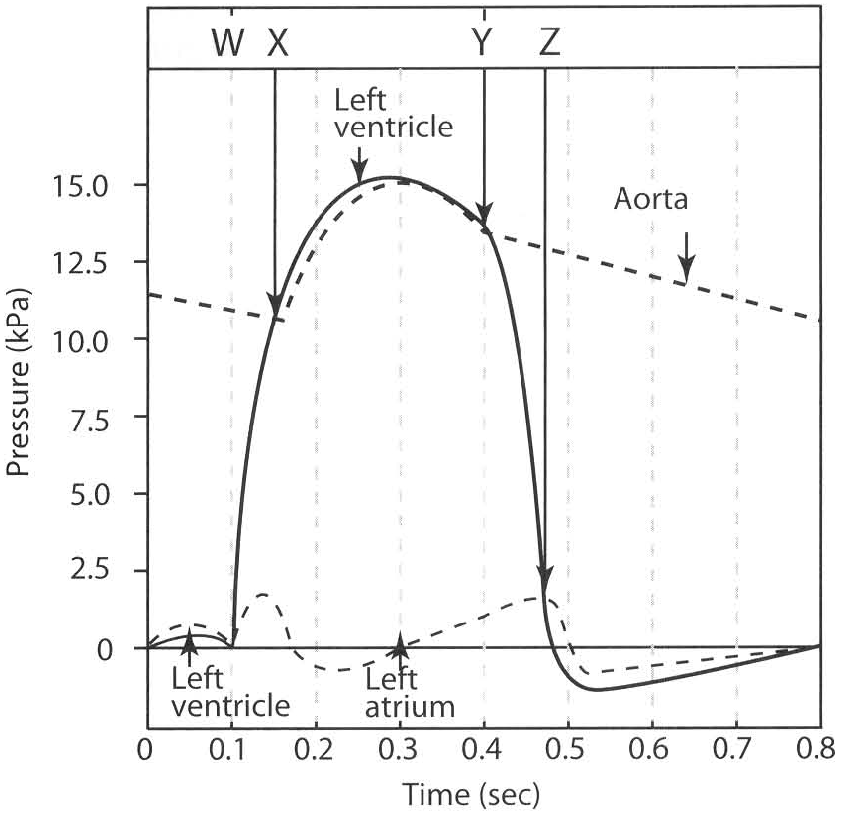 W X Y Z
Left
ventricle
Aorta
Pressure (kPa)
15.0
12.5
10.0
7.5
5.0
2.5
0
Left
ventricle
Left
atrium
0 0.1 0.2 0.3 0.4 0.5 0.6 0.7 0.8
Time (sec)